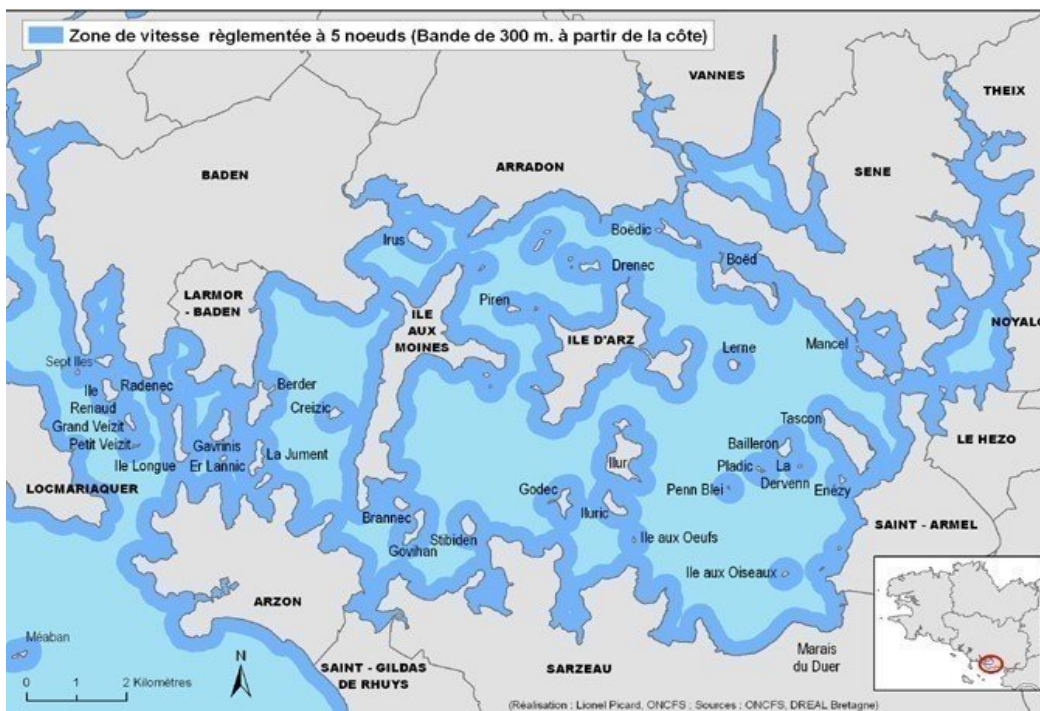 Zone de vitesse règlementée à 5 noeuds (Bande de 300 m. à partir de la côte)
VANNES
THEIX
BADEN
ARRADON
SENE
Irus
Boëdic
Boëd
Drenec
LARMOR
- BADEN
Piren
ILE
AUX
MOINES
ILE D'ARZ
NOYALO
Lerne
Mancel
Sept Iles
Ile
Renaud
Radenec
Berder
Creizic
Grand Veizit
Petit Veizit
Gavrinis
Ile Longue
Er Lannic
La Jument
Tascon
Bailleron
LE HEZO
Ilur
Pladic
La
Dervenn
Penn Blei
Enézy
LOCMARIAQUER
Godec
Iluric
Brannec
SAINT - ARMEL
Govihan
Stibiden
Ile aux Oeufs
Ile aux Oiseaux
ARZON
Méaban
N
SAINT - GILDAS
DE RHUYS
SARZEAU
Marais
du Duer
0 1 2 Kilomètres
(Réalisation : Lionel Picard, ONCFS ; Sources : ONCFS, DREAL Bretagne)